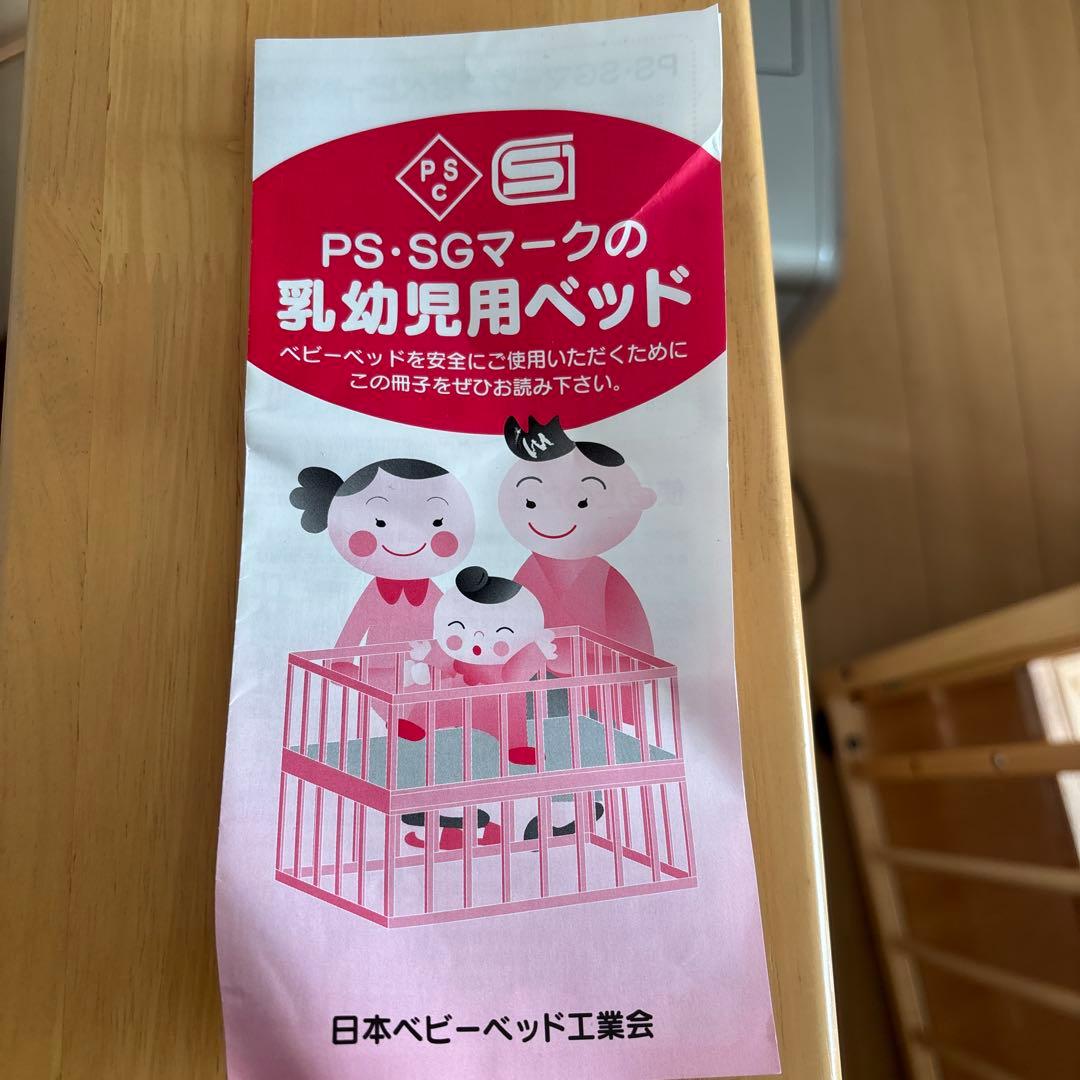 PS C
SG
PS・SGマークの
乳幼児用ベッド
ベビーベッドを安全にご使用いただくために
この冊子をぜひお読み下さい。
日本ベビーベッド工業会